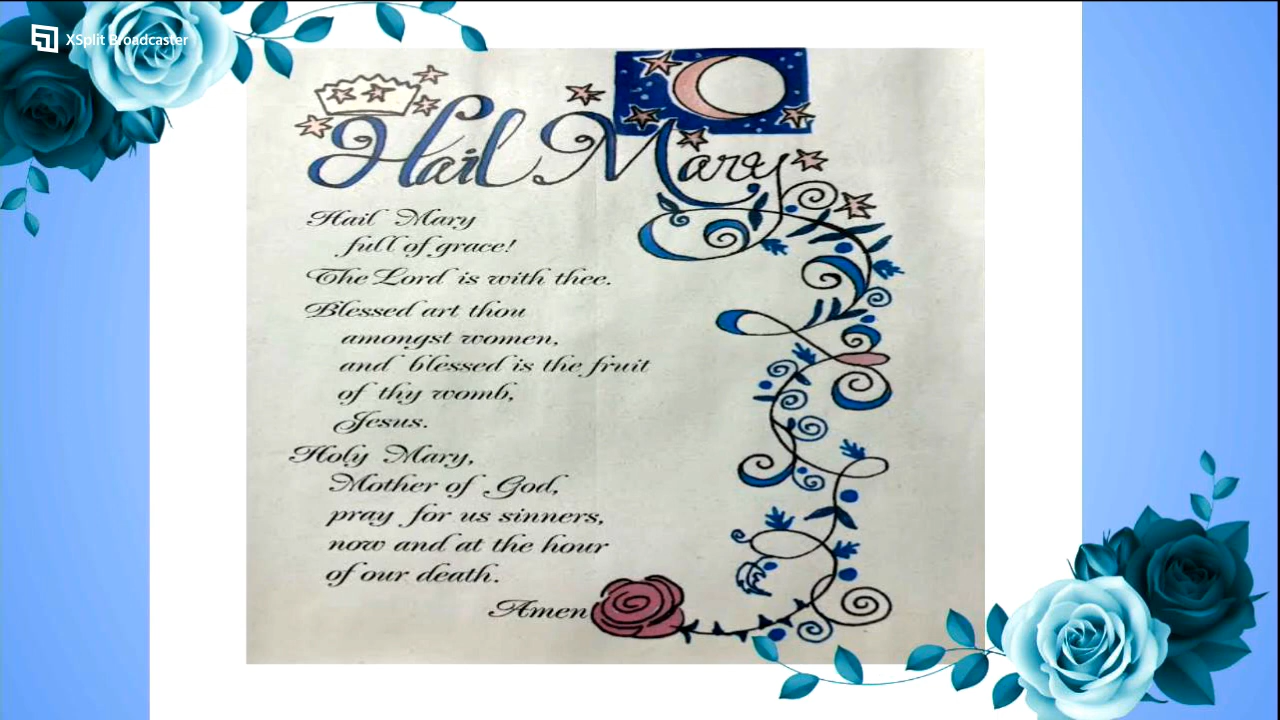 XSplit Broadcaster
Hail Mary
Hail Mary
full of grace!
The Lord is with thee.
Blessed art thou
amongst women,
and blessed is the fruit
of thy womb,
Jesus.
Holy Mary,
Mother of God,
pray for us sinners,
now and at the hour
of our death.
Amen